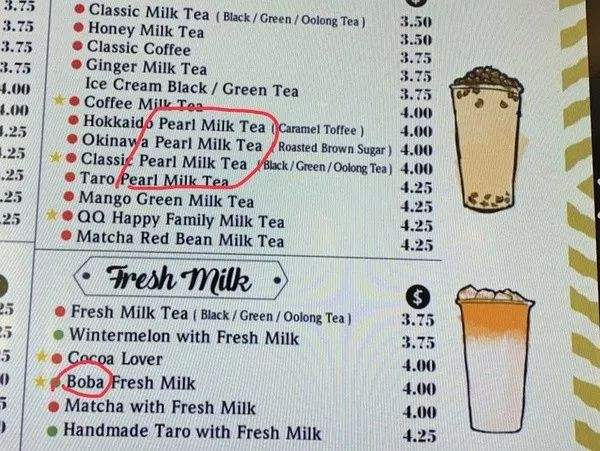 3.75
3.75
3.75
3.75
4.00
4.00
.25
.25
.25
.25
.25
$
Classic Milk Tea ( Black / Green / Oolong Tea ) 3.50
Honey Milk Tea 3.50
Classic Coffee 3.75
Ginger Milk Tea 3.75
Ice Cream Black / Green Tea 3.75
Coffee Milk Tea 4.00
Hokkaido Pearl Milk Tea ( Caramel Toffee ) 4.00
Okinawa Pearl Milk Tea ( Roasted Brown Sugar ) 4.00
Classic Pearl Milk Tea ( Black / Green / Oolong Tea ) 4.00
Taro Pearl Milk Tea 4.25
Mango Green Milk Tea 4.25
QQ Happy Family Milk Tea 4.25
Matcha Red Bean Milk Tea 4.25
Fresh Milk $
Fresh Milk Tea ( Black / Green / Oolong Tea ) 3.75
Wintermelon with Fresh Milk 3.75
Cocoa Lover 4.00
Boba Fresh Milk 4.00
Matcha with Fresh Milk 4.00
Handmade Taro with Fresh Milk 4.25